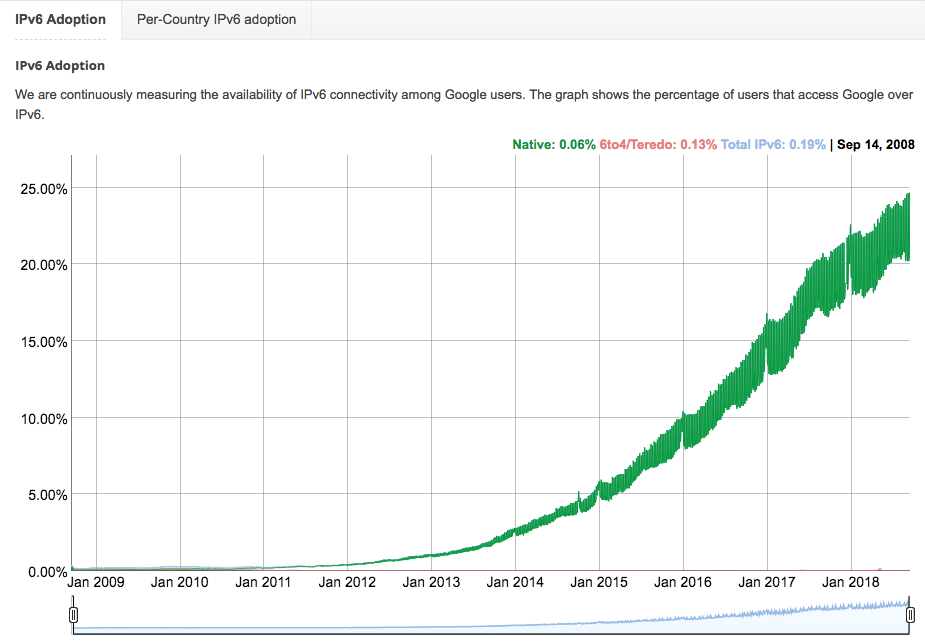 IPv6 Adoption Per-Country IPv6 adoption
IPv6 Adoption
We are continuously measuring the availability of IPv6 connectivity among Google users. The graph shows the percentage of users that access Google over
IPv6.
Native: 0.06% 6to4/Teredo: 0.13% Total IPv6: 0.19% | Sep 14, 2008
25.00%
20.00%
15.00%
10.00%
5.00%
0.00%
Jan 2009 Jan 2010 Jan 2011 Jan 2012 Jan 2013 Jan 2014 Jan 2015 Jan 2016 Jan 2017 Jan 2018